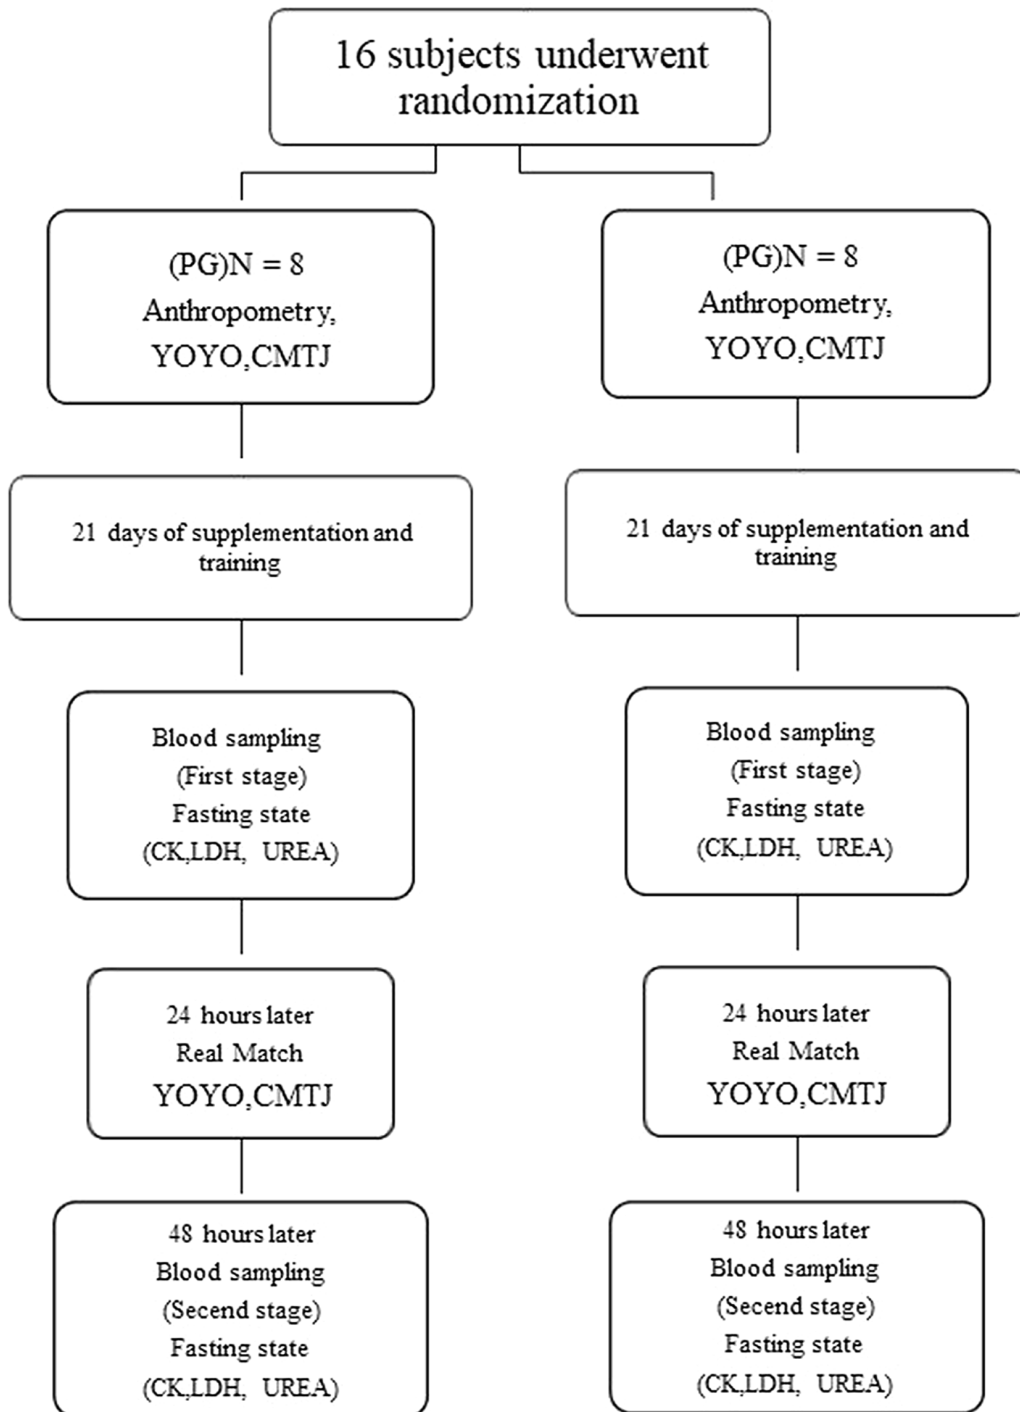 16 subjects underwent
randomization
(PG)N = 8
Anthropometry,
YOYO,CMTJ
(PG)N = 8
Anthropometry,
YOYO,CMTJ
21 days of supplementation and
training
21 days of supplementation and
training
Blood sampling
(First stage)
Fasting state
(CK,LDH, UREA)
Blood sampling
(First stage)
Fasting state
(CK,LDH, UREA)
24 hours later
Real Match
YOYO,CMTJ
24 hours later
Real Match
YOYO,CMTJ
48 hours later
Blood sampling
(Secend stage)
Fasting state
(CK,LDH, UREA)
48 hours later
Blood sampling
(Secend stage)
Fasting state
(CK,LDH, UREA)